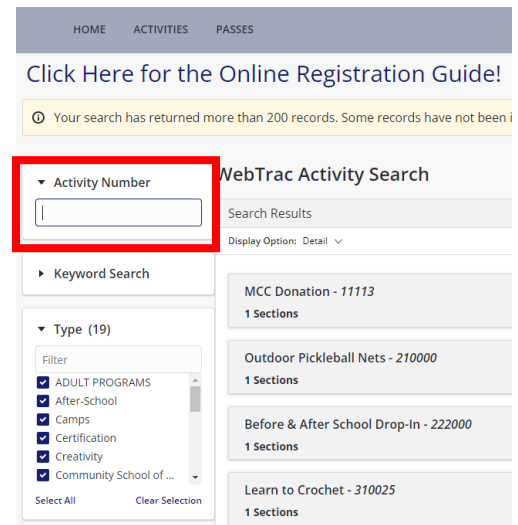 HOME ACTIVITIES PASSES
Click Here for the Online Registration Guide!
Your search has returned more than 200 records. Some records have not been i
Activity Number
WebTrac Activity Search
Search Results
Display Option: Detail
Keyword Search
MCC Donation - 11113
1 Sections
Type (19)
Filter
ADULT PROGRAMS
After-School
Camps
Certification
Creativity
Community School of ...
Select All Clear Selection
Outdoor Pickleball Nets - 210000
1 Sections
Before & After School Drop-In - 222000
1 Sections
Learn to Crochet - 310025
1 Sections